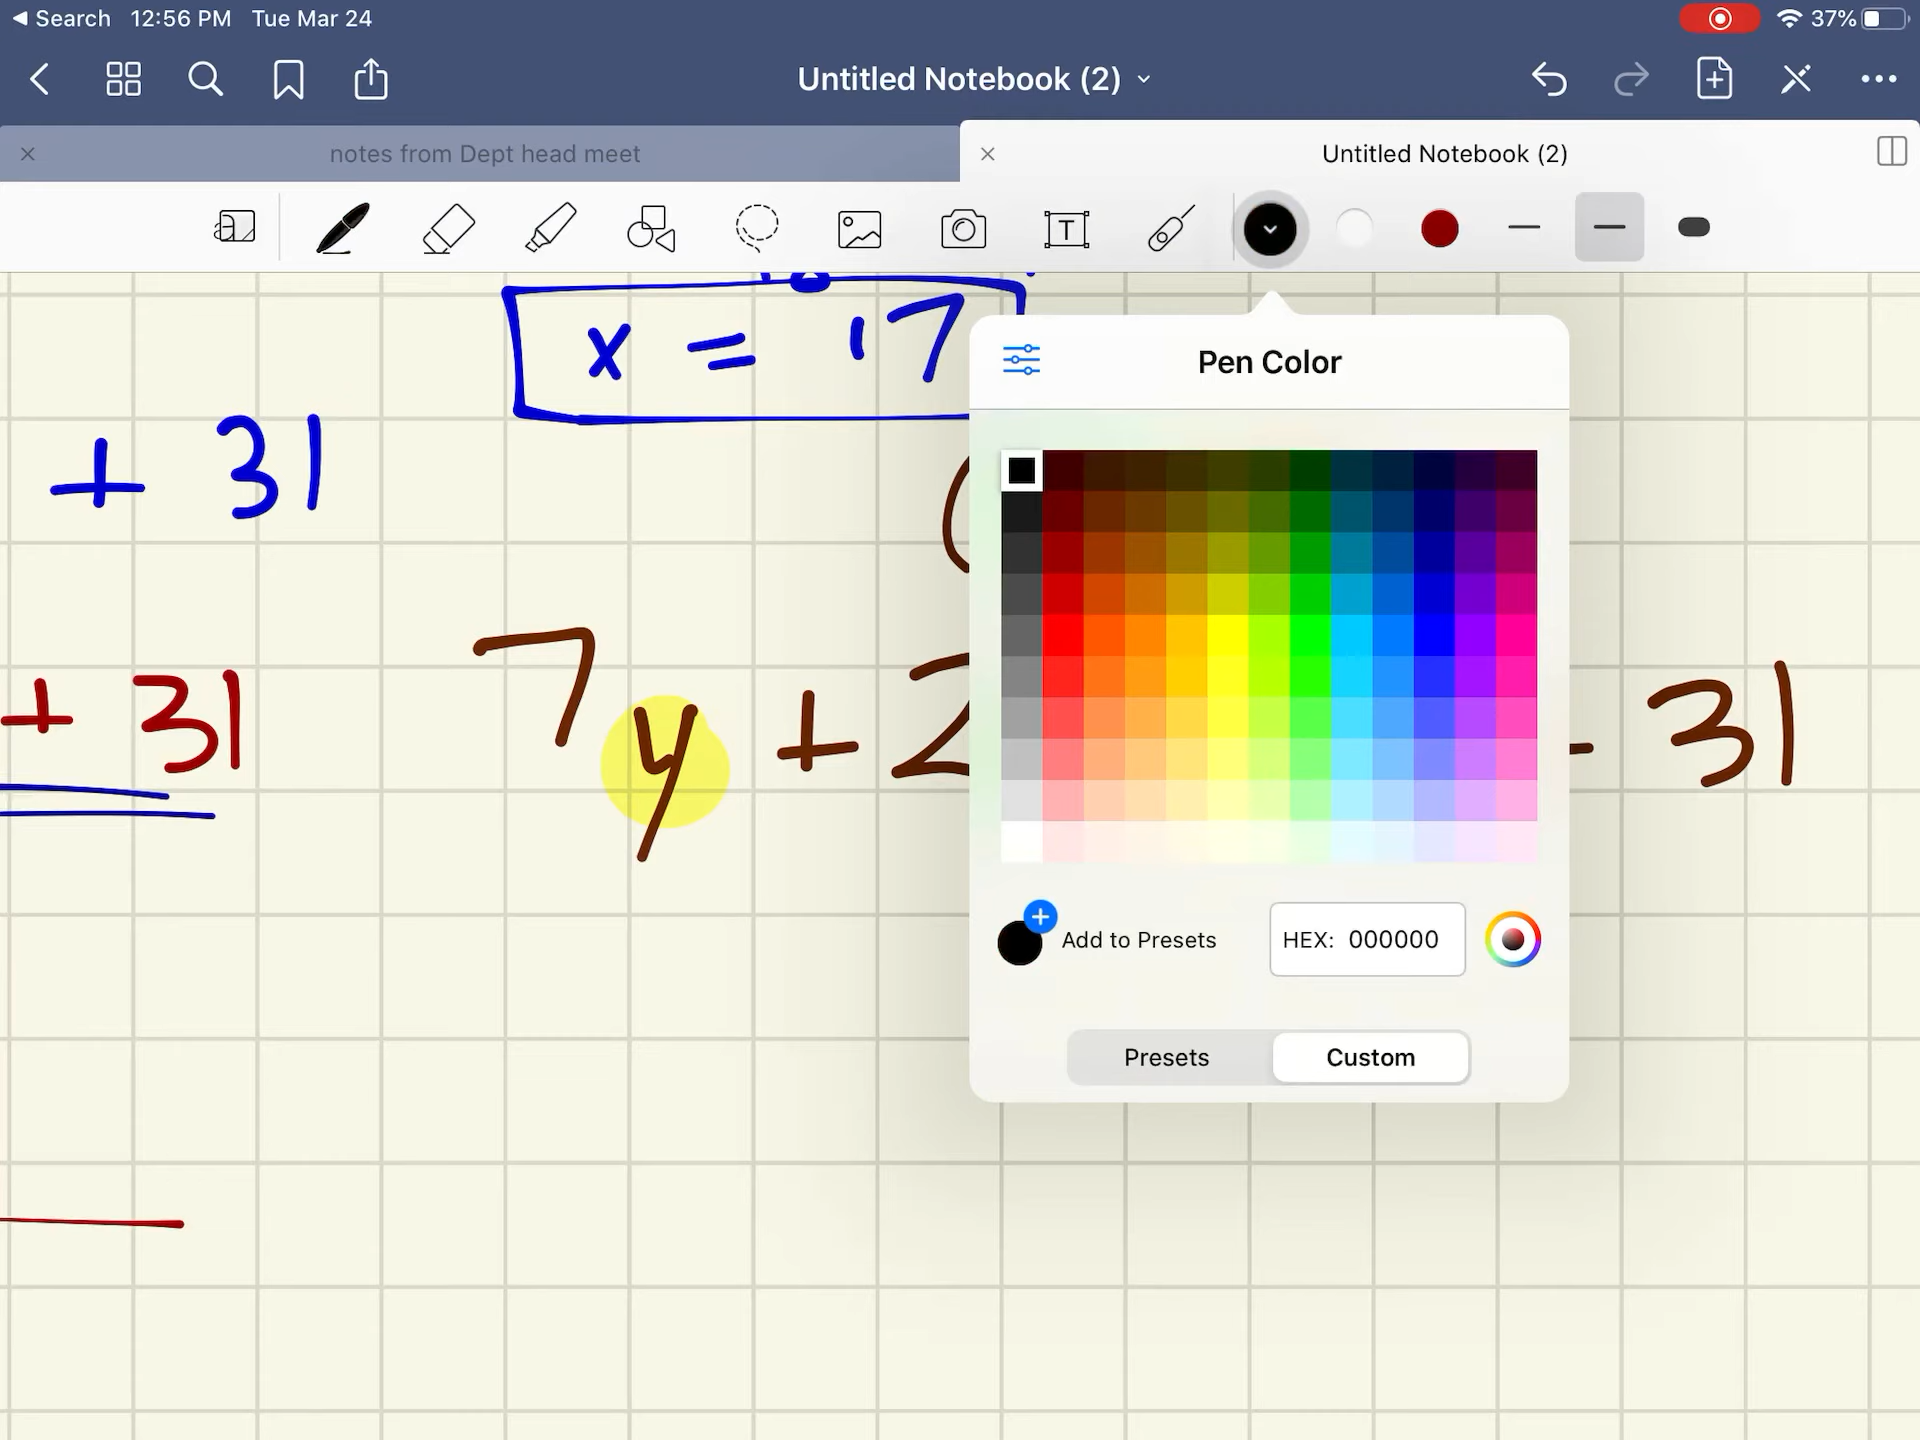 Search 12:56 PM Tue Mar 24 37%
Untitled Notebook (2)
notes from Dept head meet
Untitled Notebook (2)
T
x = 17
Pen Color
+ 31
7y + 2 31
+ 31
Add to Presets HEX: 000000
Presets Custom